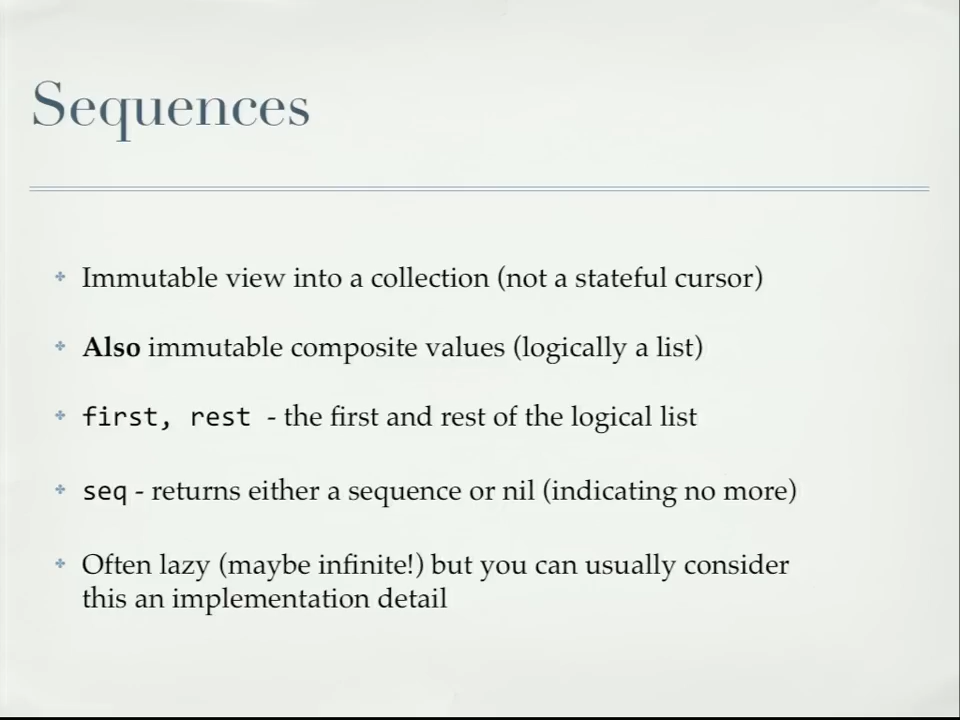 Sequences
Immutable view into a collection (not a stateful cursor)
Also immutable composite values (logically a list)
first, rest - the first and rest of the logical list
seq - returns either a sequence or nil (indicating no more)
Often lazy (maybe infinite!) but you can usually consider
this an implementation detail